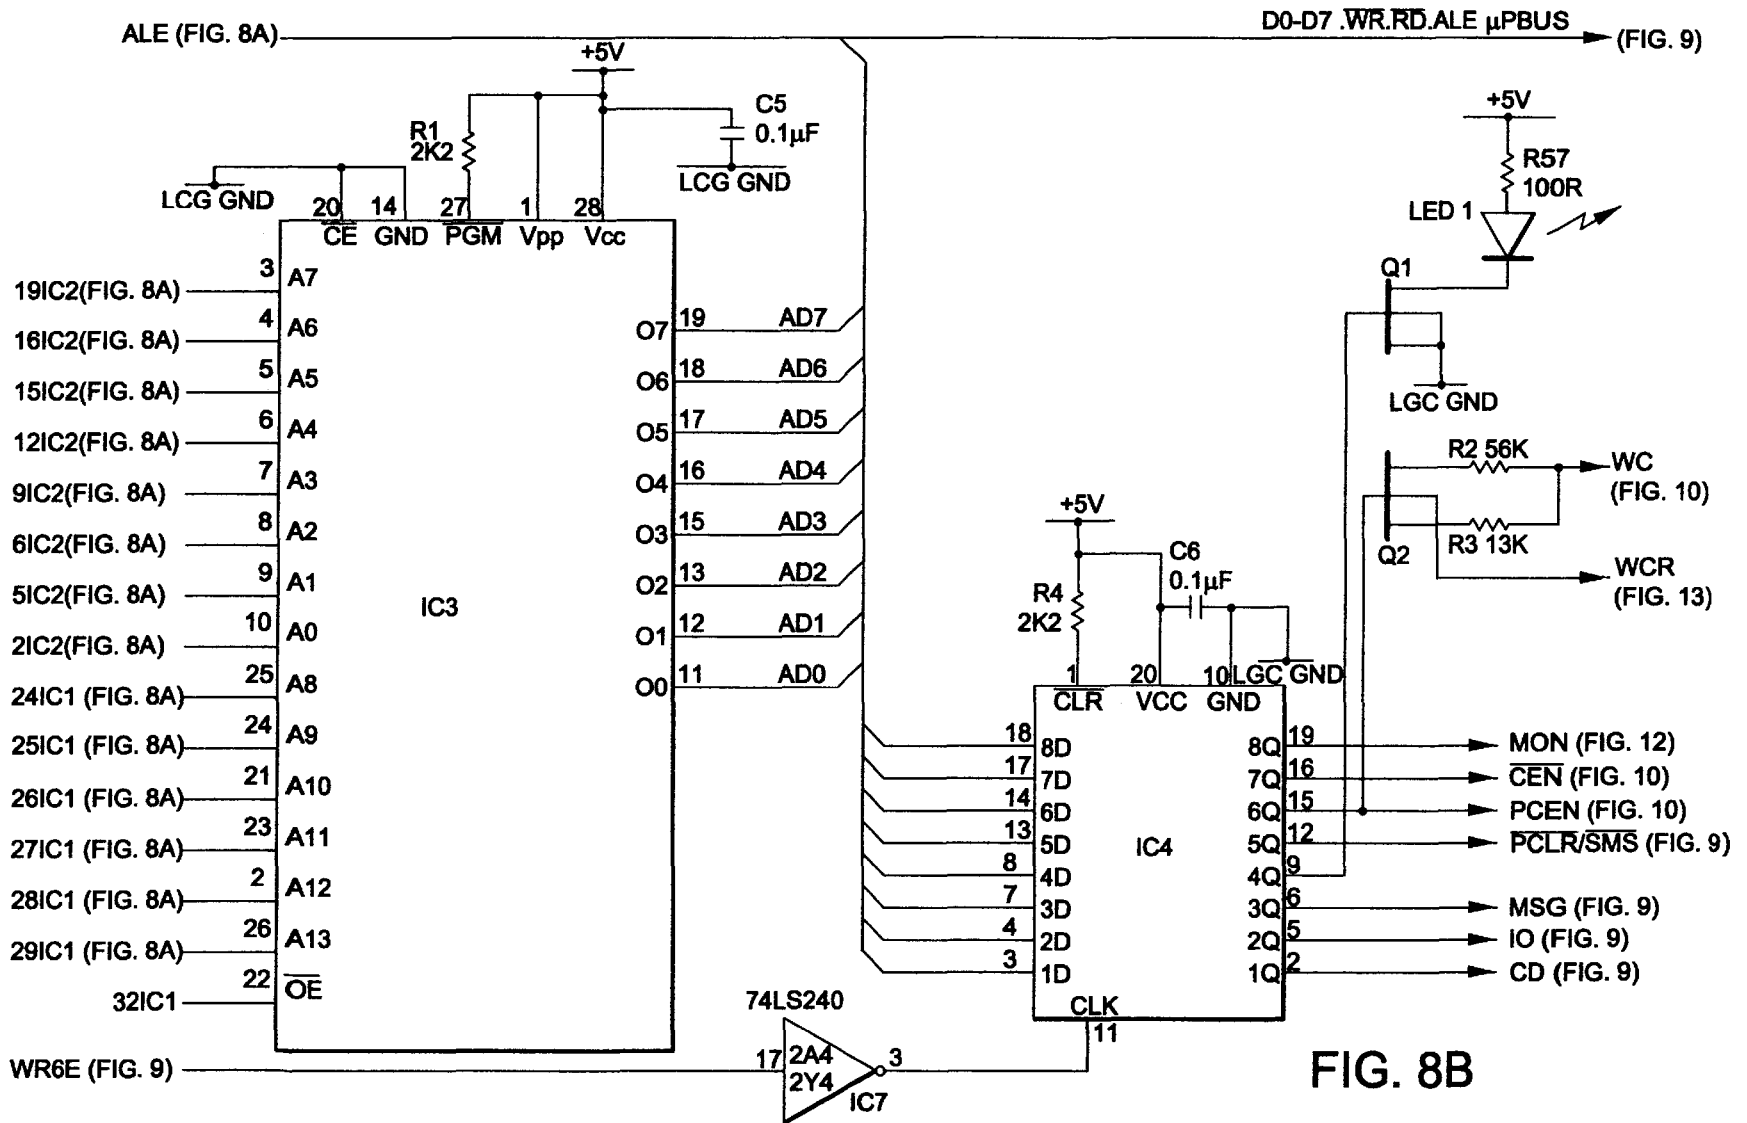 ALE (FIG. 8A)
D0-D7 .WR.RD.ALE μPBUS
(FIG. 9)
+5V
R1
2K2
C5
0.1μF
LCG GND
LCG GND
20 14 27 1 28
CE GND PGM Vpp Vcc
19IC2(FIG. 8A) 3 A7
16IC2(FIG. 8A) 4 A6
15IC2(FIG. 8A) 5 A5
12IC2(FIG. 8A) 6 A4
9IC2(FIG. 8A) 7 A3
6IC2(FIG. 8A) 8 A2
5IC2(FIG. 8A) 9 A1
2IC2(FIG. 8A) 10 A0
24IC1 (FIG. 8A) 25 A8
25IC1 (FIG. 8A) 24 A9
26IC1 (FIG. 8A) 21 A10
27IC1 (FIG. 8A) 23 A11
28IC1 (FIG. 8A) 2 A12
29IC1 (FIG. 8A) 26 A13
32IC1 22 OE
IC3
O7 19 AD7
O6 18 AD6
O5 17 AD5
O4 16 AD4
O3 15 AD3
O2 13 AD2
O1 12 AD1
O0 11 AD0
WR6E (FIG. 9)
74LS240
17 2A4 3
2Y4
IC7
+5V
R57
100R
LED 1
Q1
LGC GND
R2 56K
WC
(FIG. 10)
R3 13K
Q2
WCR
(FIG. 13)
+5V
R4
2K2
C6
0.1μF
LGC GND
1 20 10
CLR VCC GND
18 8D
17 7D
14 6D
13 5D
8 4D
7 3D
4 2D
3 1D
IC4
8Q 19 MON (FIG. 12)
7Q 16 CEN (FIG. 10)
6Q 15 PCEN (FIG. 10)
5Q 12 PCLR/SMS (FIG. 9)
4Q 9
3Q 6 MSG (FIG. 9)
2Q 5 IO (FIG. 9)
1Q 2 CD (FIG. 9)
CLK
11
FIG. 8B